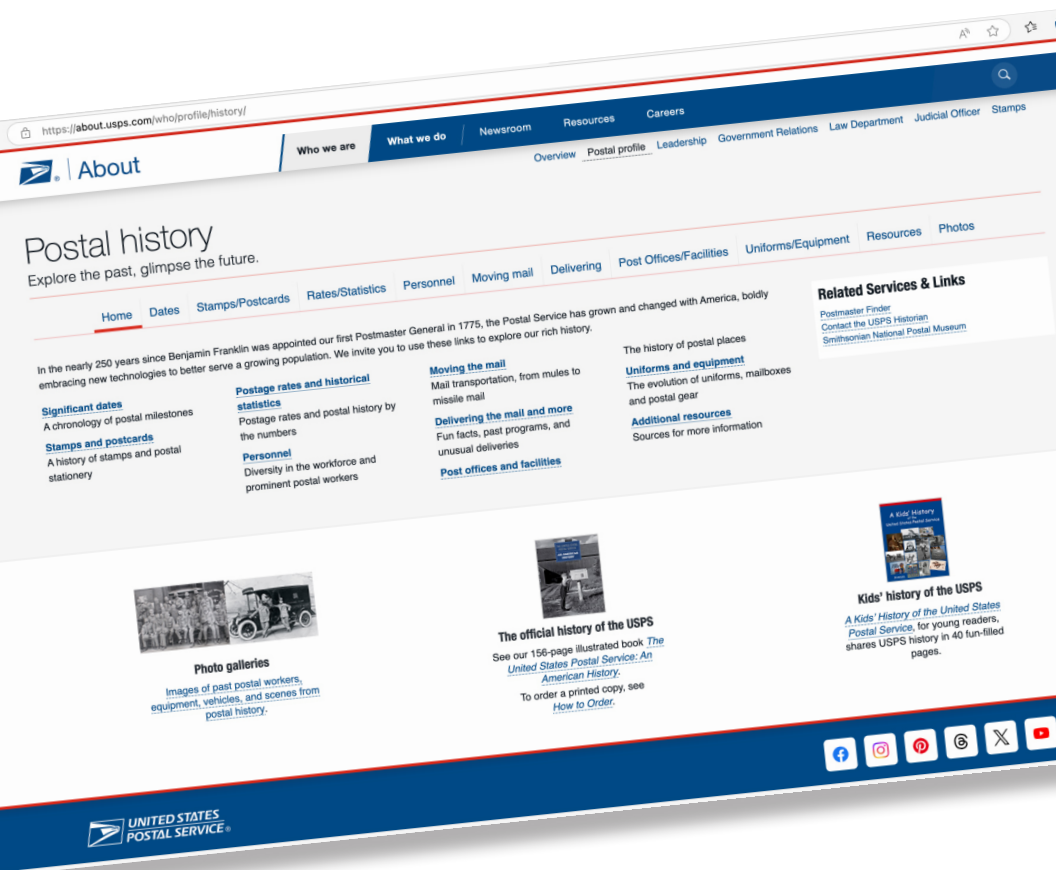 https://about.usps.com/who/profile/history/
About
Who we are
What we do
Newsroom
Resources
Careers
Overview
Postal profile
Leadership
Government Relations
Law Department
Judicial Officer
Stamps
Postal history
Explore the past, glimpse the future.
Home
Dates
Stamps/Postcards
Rates/Statistics
Personnel
Moving mail
Delivering
Post Offices/Facilities
Uniforms/Equipment
Resources
Photos
In the nearly 250 years since Benjamin Franklin was appointed our first Postmaster General in 1775, the Postal Service has grown and changed with America, boldly
embracing new technologies to better serve a growing population. We invite you to use these links to explore our rich history.
Significant dates
A chronology of postal milestones
Stamps and postcards
A history of stamps and postal
stationery
Postage rates and historical
statistics
Postage rates and postal history by
the numbers
Personnel
Diversity in the workforce and
prominent postal workers
Moving the mail
Mail transportation, from mules to
missile mail
Delivering the mail and more
Fun facts, past programs, and
unusual deliveries
Post offices and facilities
The history of postal places
Uniforms and equipment
The evolution of uniforms, mailboxes
and postal gear
Additional resources
Sources for more information
Related Services & Links
Postmaster Finder
Contact the USPS Historian
Smithsonian National Postal Museum
Photo galleries
Images of past postal workers,
equipment, vehicles, and scenes from
postal history.
The official history of the USPS
See our 156-page illustrated book The
United States Postal Service: An
American History.
To order a printed copy, see
How to Order.
A Kids' History
of the
United States Postal Service
Kids' history of the USPS
A Kids' History of the United States
Postal Service, for young readers,
shares USPS history in 40 fun-filled
pages.
UNITED STATES
POSTAL SERVICE®